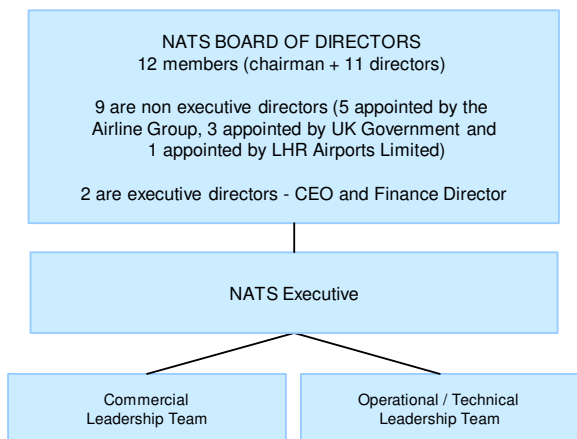 NATS BOARD OF DIRECTORS
12 members (chairman + 11 directors)
9 are non executive directors (5 appointed by the
Airline Group, 3 appointed by UK Government and
1 appointed by LHR Airports Limited)
2 are executive directors - CEO and Finance Director
NATS Executive
Commercial
Leadership Team
Operational / Technical
Leadership Team